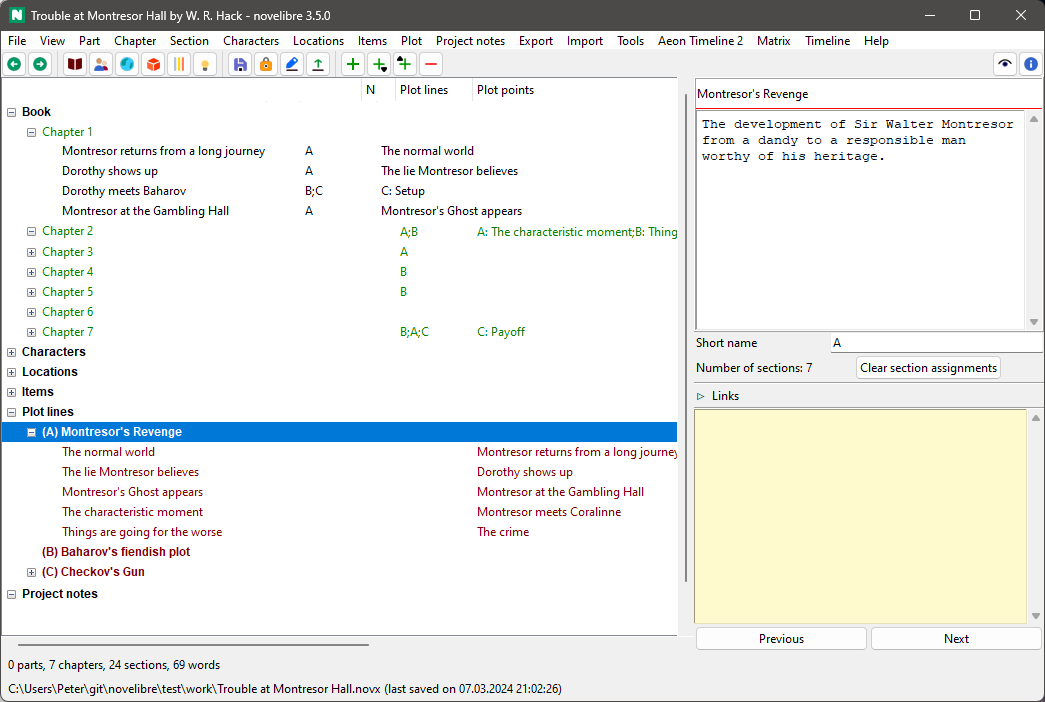 Trouble at Montresor Hall by W. R. Hack - novelibre 3.5.0
File View Part Chapter Section Characters Locations Items Plot Project notes Export Import Tools Aeon Timeline 2 Matrix Timeline Help
N Plot lines Plot points
Book
Chapter 1
Montresor returns from a long journey A The normal world
Dorothy shows up A The lie Montresor believes
Dorothy meets Baharov B;C C: Setup
Montresor at the Gambling Hall A Montresor's Ghost appears
Chapter 2 A;B A: The characteristic moment;B: Thing
Chapter 3 A
Chapter 4 B
Chapter 5 B
Chapter 6
Chapter 7 B;A;C C: Payoff
Characters
Locations
Items
Plot lines
(A) Montresor's Revenge
The normal world Montresor returns from a long journey
The lie Montresor believes Dorothy shows up
Montresor's Ghost appears Montresor at the Gambling Hall
The characteristic moment Montresor meets Coralinne
Things are going for the worse The crime
(B) Baharov's fiendish plot
(C) Checkov's Gun
Project notes
Montresor's Revenge
The development of Sir Walter Montresor
from a dandy to a responsible man
worthy of his heritage.
Short name A
Number of sections: 7 Clear section assignments
Links
Previous Next
0 parts, 7 chapters, 24 sections, 69 words
C:\Users\Peter\git\novelibre\test\work\Trouble at Montresor Hall.novx (last saved on 07.03.2024 21:02:26)